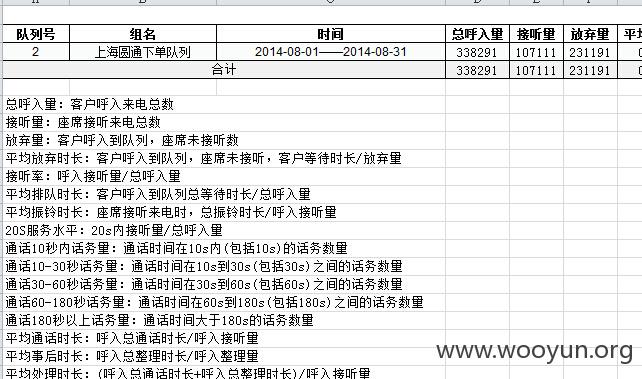 队列号 组名 时间 总呼入量 接听量 放弃量 平均
2 上海圆通下单队列 2014-08-01——2014-08-31 338291 107111 231191
合计 338291 107111 231191
总呼入量：客户呼入来电总数
接听量：座席接听来电总数
放弃量：客户呼入到队列，座席未接听数
平均放弃时长：客户呼入到队列，座席未接听，客户等待时长/放弃量
接听率：呼入接听量/总呼入量
平均排队时长：客户呼入到队列总等待时长/总呼入量
平均振铃时长：座席接听来电时，总振铃时长/呼入接听量
20S服务水平：20s内接听量/总呼入量
通话10秒内话务量：通话时间在10s内(包括10s)的话务数量
通话10-30秒话务量：通话时间在10s到30s(包括30s)之间的话务数量
通话30-60秒话务量：通话时间在30s到60s(包括60s)之间的话务数量
通话60-180秒话务量：通话时间在60s到180s(包括180s)之间的话务数量
通话180秒以上话务量：通话时间大于180s的话务数量
平均通话时长：呼入总通话时长/呼入接听量
平均事后时长：呼入总整理时长/呼入整理量
平均处理时长：(呼入总通话时长+呼入总整理时长)/呼入接听量
www.wooyun.org